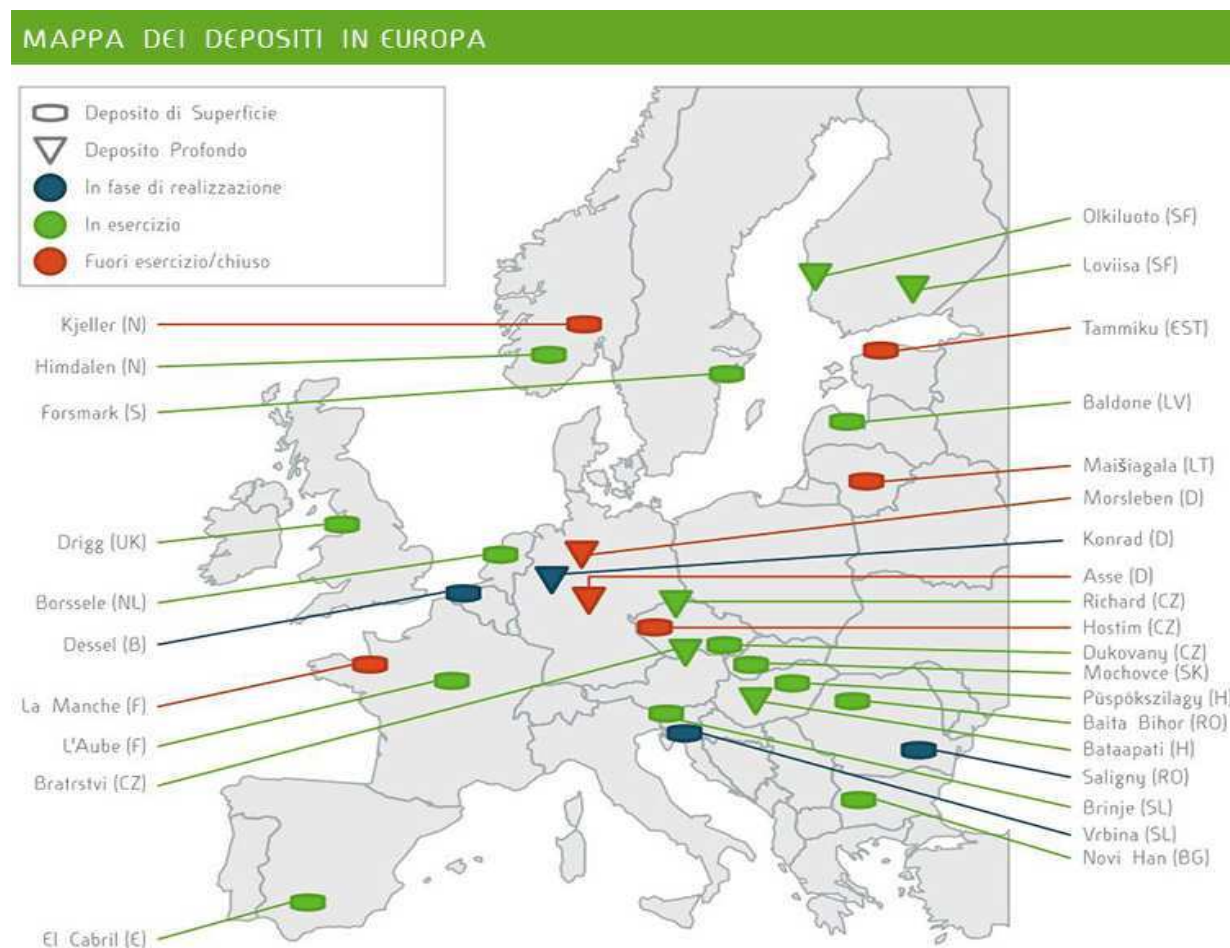 MAPPA DEI DEPOSITI IN EUROPA
Deposito di Superficie
Deposito Profondo
In fase di realizzazione
In esercizio
Fuori esercizio/chiuso
Kjeller (N)
Himdalen (N)
Forsmark (S)
Drigg (UK)
Borssele (NL)
Dessel (B)
La Manche (F)
L'Aube (F)
Bratrstvi (CZ)
El Cabril (E)
Olkiluoto (SF)
Loviisa (SF)
Tammiku (EST)
Baldone (LV)
Maišiagala (LT)
Morsleben (D)
Konrad (D)
Asse (D)
Richard (CZ)
Hostim (CZ)
Dukovany (CZ)
Mochovce (SK)
Püspökszilagy (H)
Baita Bihor (RO)
Bataapati (H)
Saligny (RO)
Brinje (SL)
Vrbina (SL)
Novi Han (BG)